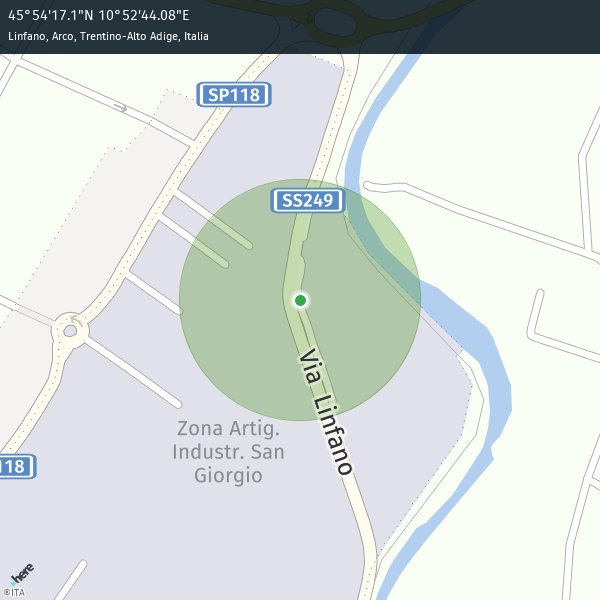 45°54'17.1"N 10°52'44.08"E
Linfano, Arco, Trentino-Alto Adige, Italia
SP118
SS249
Via Linfano
Zona Artig.
Industr. San
Giorgio
118
here
©ITA